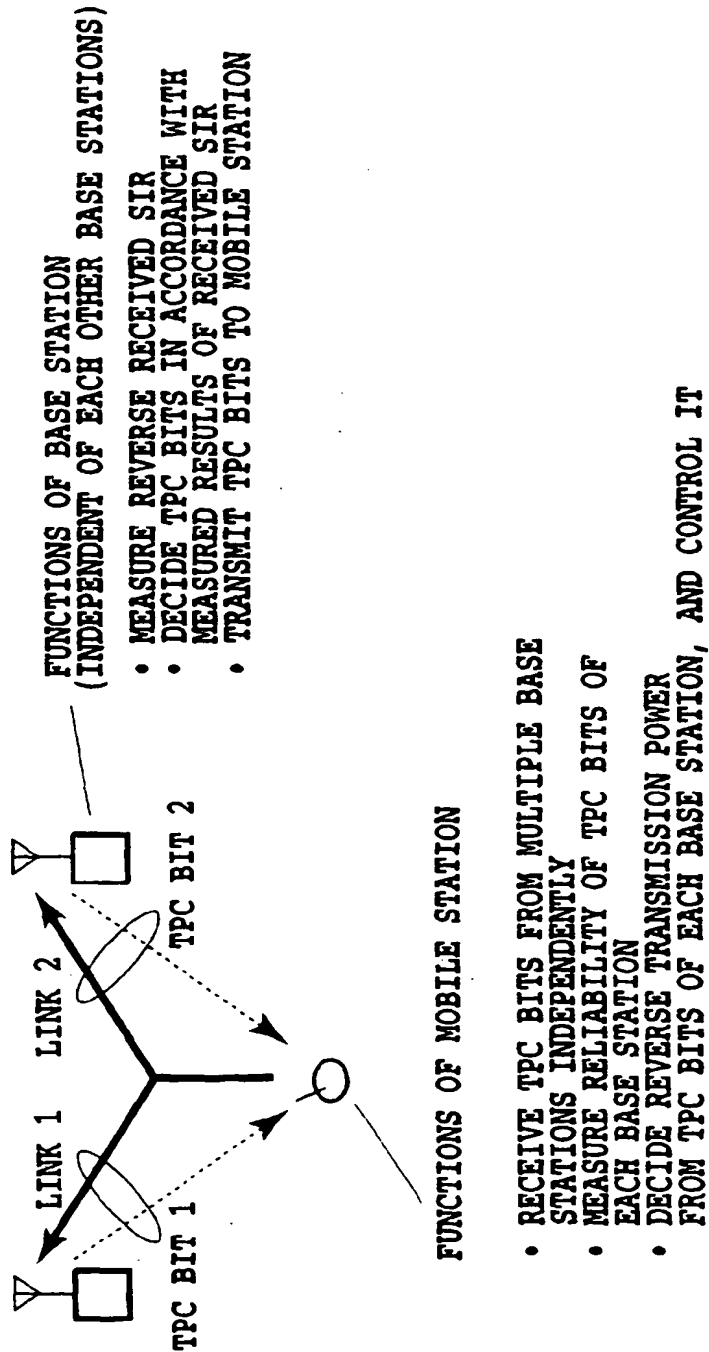 FUNCTIONS OF BASE STATION
(INDEPENDENT OF EACH OTHER BASE STATIONS)
• MEASURE REVERSE RECEIVED SIR
• DECIDE TPC BITS IN ACCORDANCE WITH
MEASURED RESULTS OF RECEIVED SIR
• TRANSMIT TPC BITS TO MOBILE STATION
LINK 1
LINK 2
TPC BIT 1
TPC BIT 2
FUNCTIONS OF MOBILE STATION
• RECEIVE TPC BITS FROM MULTIPLE BASE
STATIONS INDEPENDENTLY
• MEASURE RELIABILITY OF TPC BITS OF
EACH BASE STATION
• DECIDE REVERSE TRANSMISSION POWER
FROM TPC BITS OF EACH BASE STATION, AND CONTROL IT